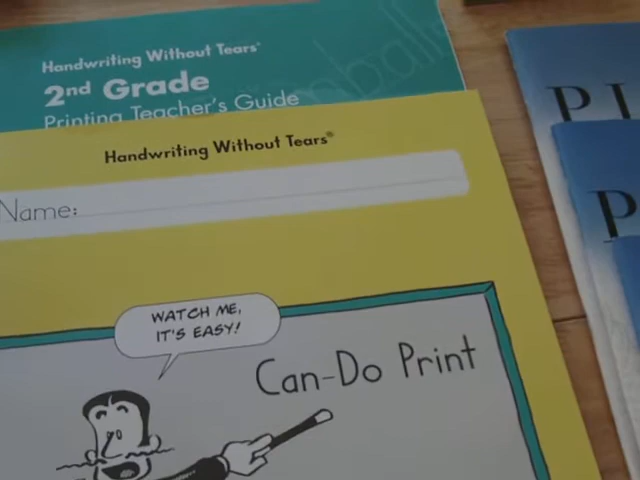 Handwriting Without Tears®
2nd Grade
Printing Teacher's Guide
Handwriting Without Tears®
Name:
WATCH ME,
IT'S EASY!
Can-Do Print
P
P